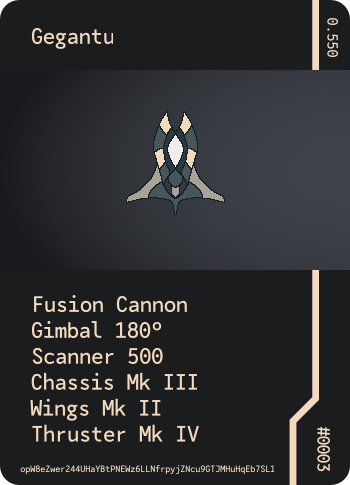 Gegantu
0.550
Fusion Cannon
Gimbal 180°
Scanner 500
Chassis Mk III
Wings Mk II
Thruster Mk IV
#0003
opW8eZwer244UHaYBtPNEWz6LLNfrpyjZNcu9GTJMHuHqEb7SL1